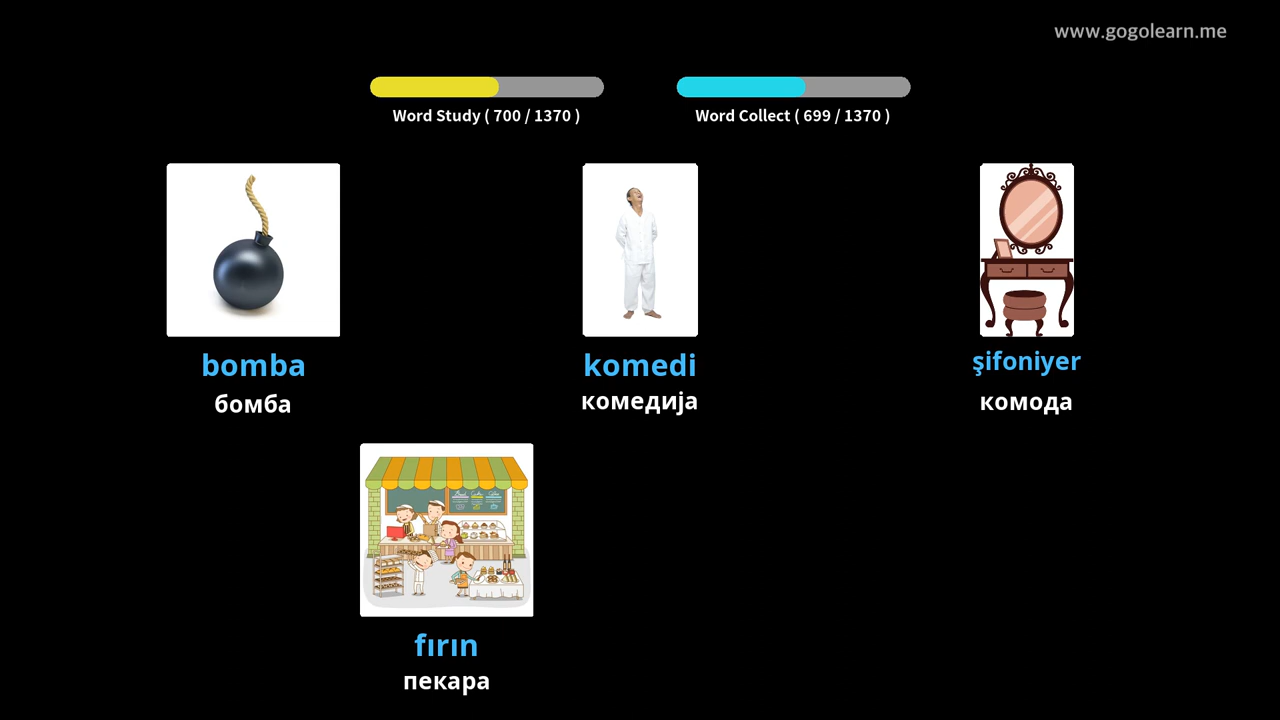 www.gogolearn.me
Word Study ( 700 / 1370 )
Word Collect ( 699 / 1370 )
bomba
бомба
komedi
комедија
şifoniyer
комода
fırın
пекара